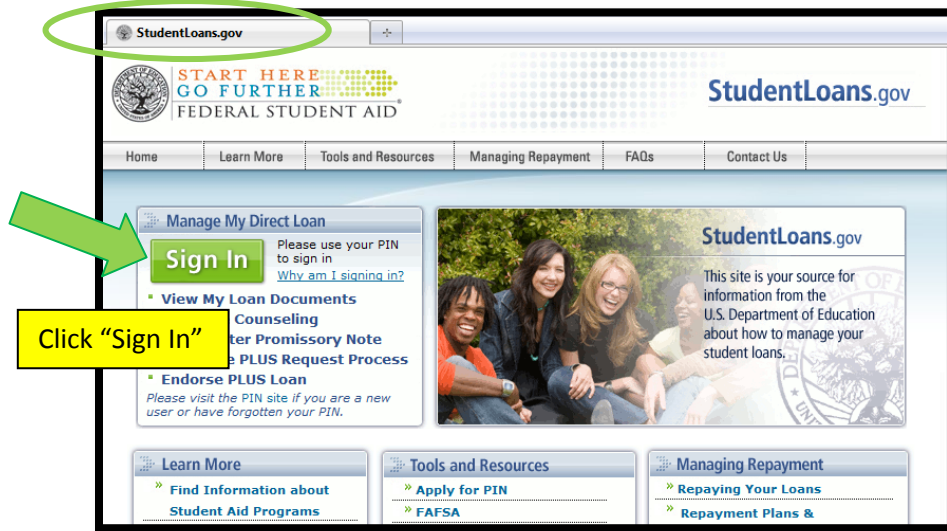 StudentLoans.gov
START HERE
GO FURTHER
FEDERAL STUDENT AID
StudentLoans.gov
Home Learn More Tools and Resources Managing Repayment FAQs Contact Us
Manage My Direct Loan
Sign In
Please use your PIN
to sign in
Why am I signing in?
View My Loan Documents
Counseling
Promissory Note
PLUS Request Process
Endorse PLUS Loan
Please visit the PIN site if you are a new
user or have forgotten your PIN.
Click “Sign In”
StudentLoans.gov
This site is your source for
information from the
U.S. Department of Education
about how to manage your
student loans.
Learn More
Find Information about
Student Aid Programs
Tools and Resources
Apply for PIN
FAFSA
Managing Repayment
Repaying Your Loans
Repayment Plans &